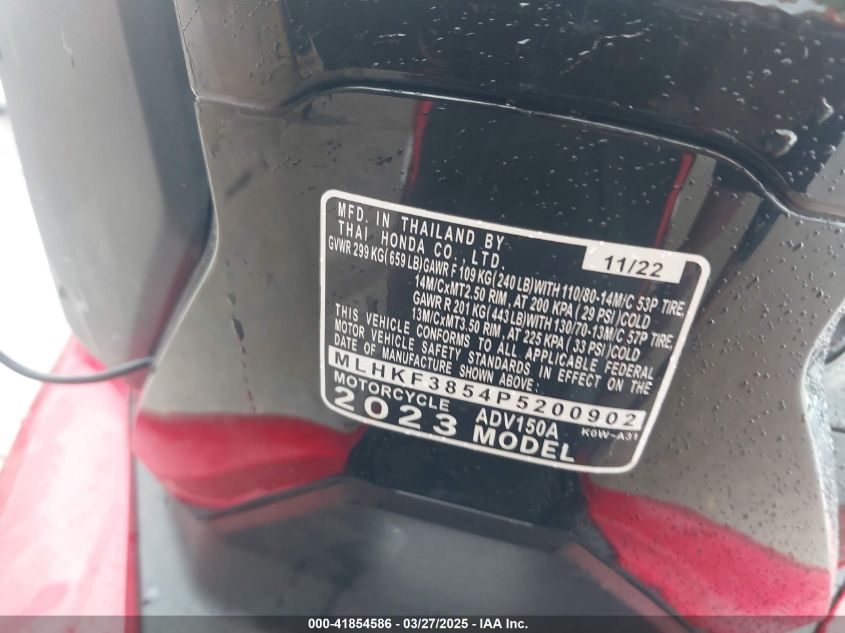 MFD. IN THAILAND BY
THAI HONDA CO., LTD. 11/22
GVWR 299 KG(659 LB)GAWR F 109 KG(240 LB)WITH 110/80-14M/C 53P TIRE,
14M/CxMT2.50 RIM, AT 200 KPA (29 PSI)COLD
GAWR R 201 KG(443 LB)WITH 130/70-13M/C 57P TIRE,
13M/CxMT3.50 RIM, AT 225 KPA (33 PSI)COLD
THIS VEHICLE CONFORMS TO ALL APPLICABLE FEDERAL
MOTOR VEHICLE SAFETY STANDARDS IN EFFECT ON THE
DATE OF MANUFACTURE SHOWN ABOVE:
MLHKF3854P5200902
MOTORCYCLE ADV150A K0W-A31
2023 MODEL
000-41854586 | 03/27/2025 - IAA Inc.